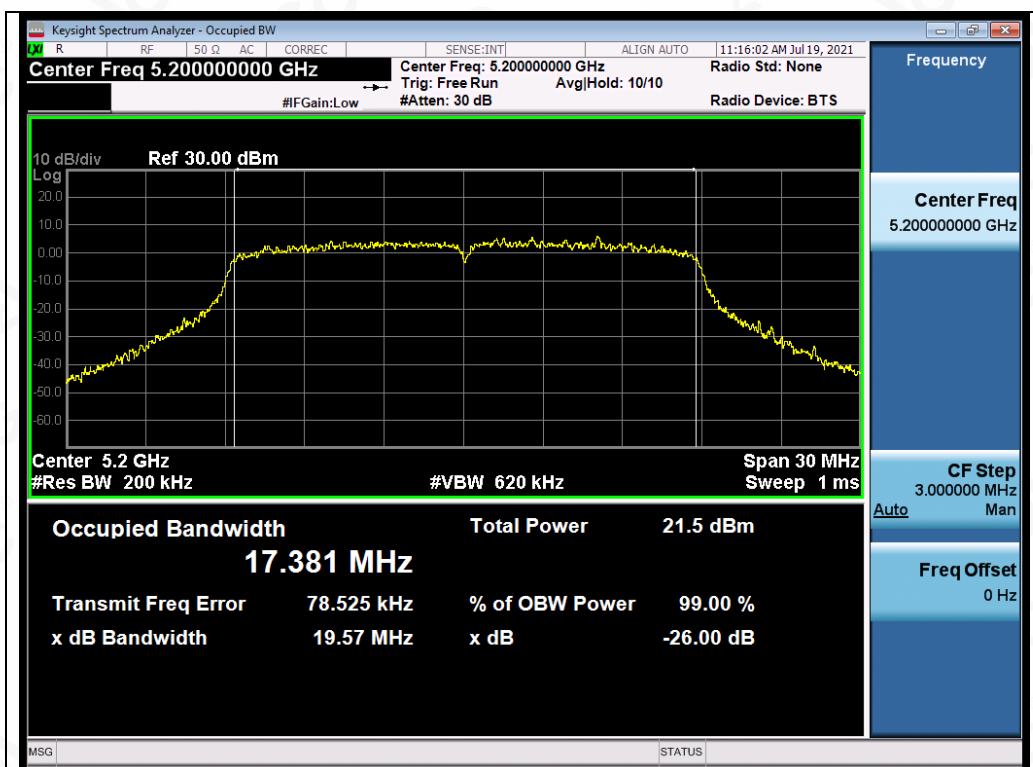 Keysight Spectrum Analyzer - Occupied BW
LXI R RF 50 Ω AC CORREC SENSE:INT ALIGN AUTO 11:16:02 AM Jul 19, 2021
Center Freq 5.200000000 GHz
Center Freq: 5.200000000 GHz
Radio Std: None
Trig: Free Run Avg|Hold: 10/10
#IFGain:Low
#Atten: 30 dB
Radio Device: BTS
10 dB/div Ref 30.00 dBm
Log
20.0
10.0
0.00
-10.0
-20.0
-30.0
-40.0
-50.0
-60.0
Center 5.2 GHz Span 30 MHz
#Res BW 200 kHz #VBW 620 kHz Sweep 1 ms
Occupied Bandwidth Total Power 21.5 dBm
17.381 MHz
Transmit Freq Error 78.525 kHz % of OBW Power 99.00 %
x dB Bandwidth 19.57 MHz x dB -26.00 dB
MSG STATUS
Frequency
Center Freq
5.200000000 GHz
CF Step
3.000000 MHz
Auto Man
Freq Offset
0 Hz